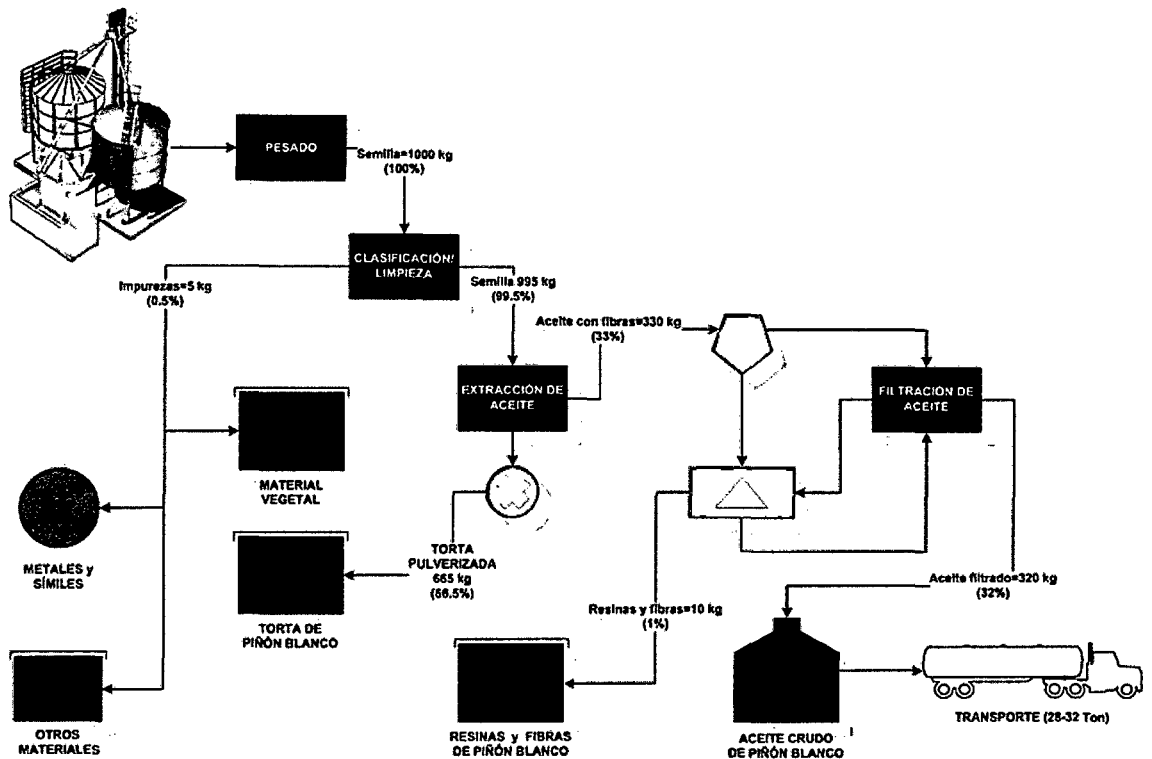 PESADO
Semilla=1000 kg
(100%)
CLASIFICACIÓN/
LIMPIEZA
Impurezas=5 kg
(0.5%)
Semilla 995 kg
(99.5%)
Aceite con fibras=330 kg
(33%)
EXTRACCIÓN DE
ACEITE
FILTRACIÓN DE
ACEITE
MATERIAL
VEGETAL
METALES y
SÍMILES
TORTA
PULVERIZADA
665 kg
(66.5%)
Aceite filtrado=320 kg
(32%)
Resinas y fibras=10 kg
(1%)
TORTA DE
PIÑÓN BLANCO
OTROS
MATERIALES
RESINAS y FIBRAS
DE PIÑÓN BLANCO
ACEITE CRUDO
DE PIÑÓN BLANCO
TRANSPORTE (28-32 Ton)